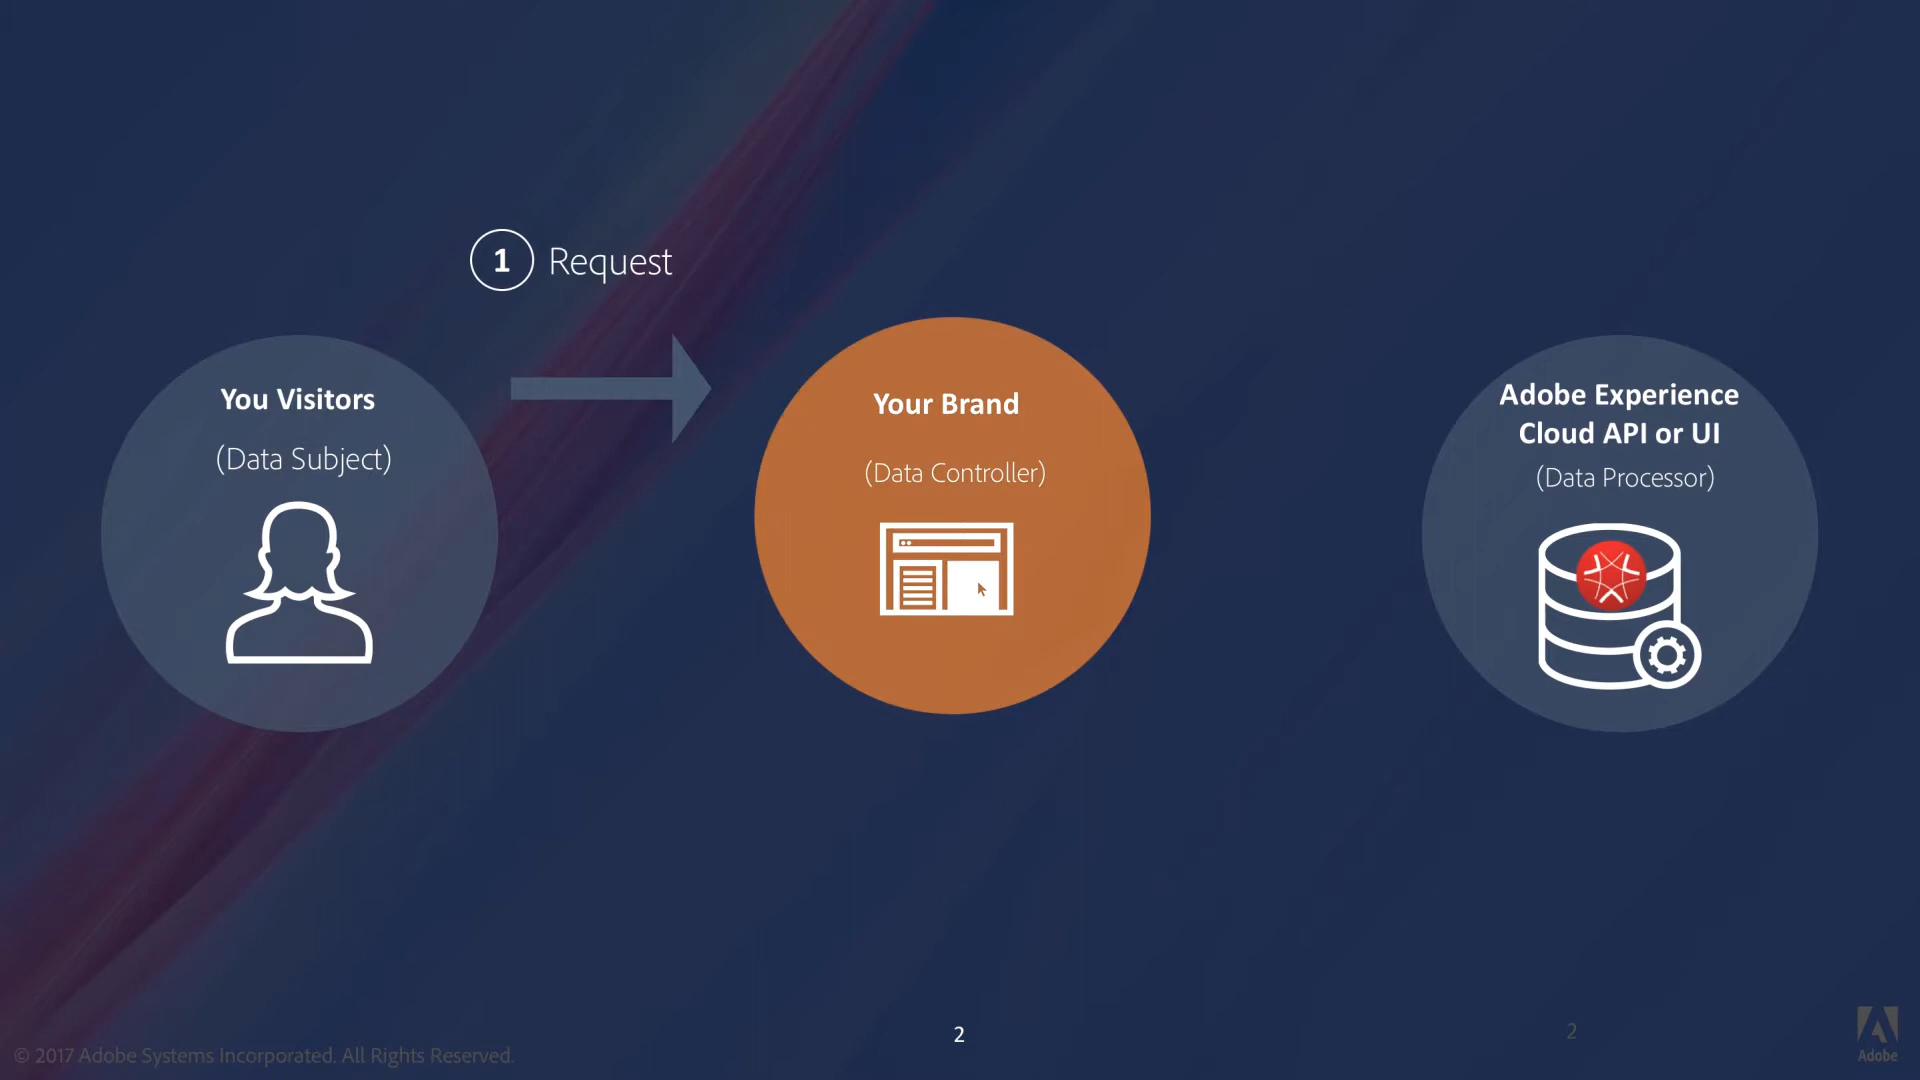 1 Request
You Visitors
(Data Subject)
Your Brand
(Data Controller)
Adobe Experience
Cloud API or UI
(Data Processor)
2
2
© 2017 Adobe Systems Incorporated. All Rights Reserved.
Adobe